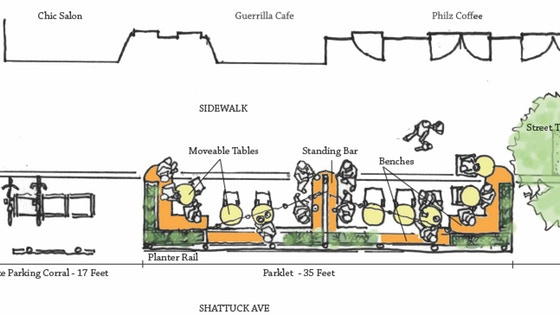 Chic Salon
Guerrilla Cafe
Philz Coffee
SIDEWALK
Street T
Moveable Tables
Standing Bar
Benches
Planter Rail
e Parking Corral - 17 Feet
Parklet - 35 Feet
SHATTUCK AVE